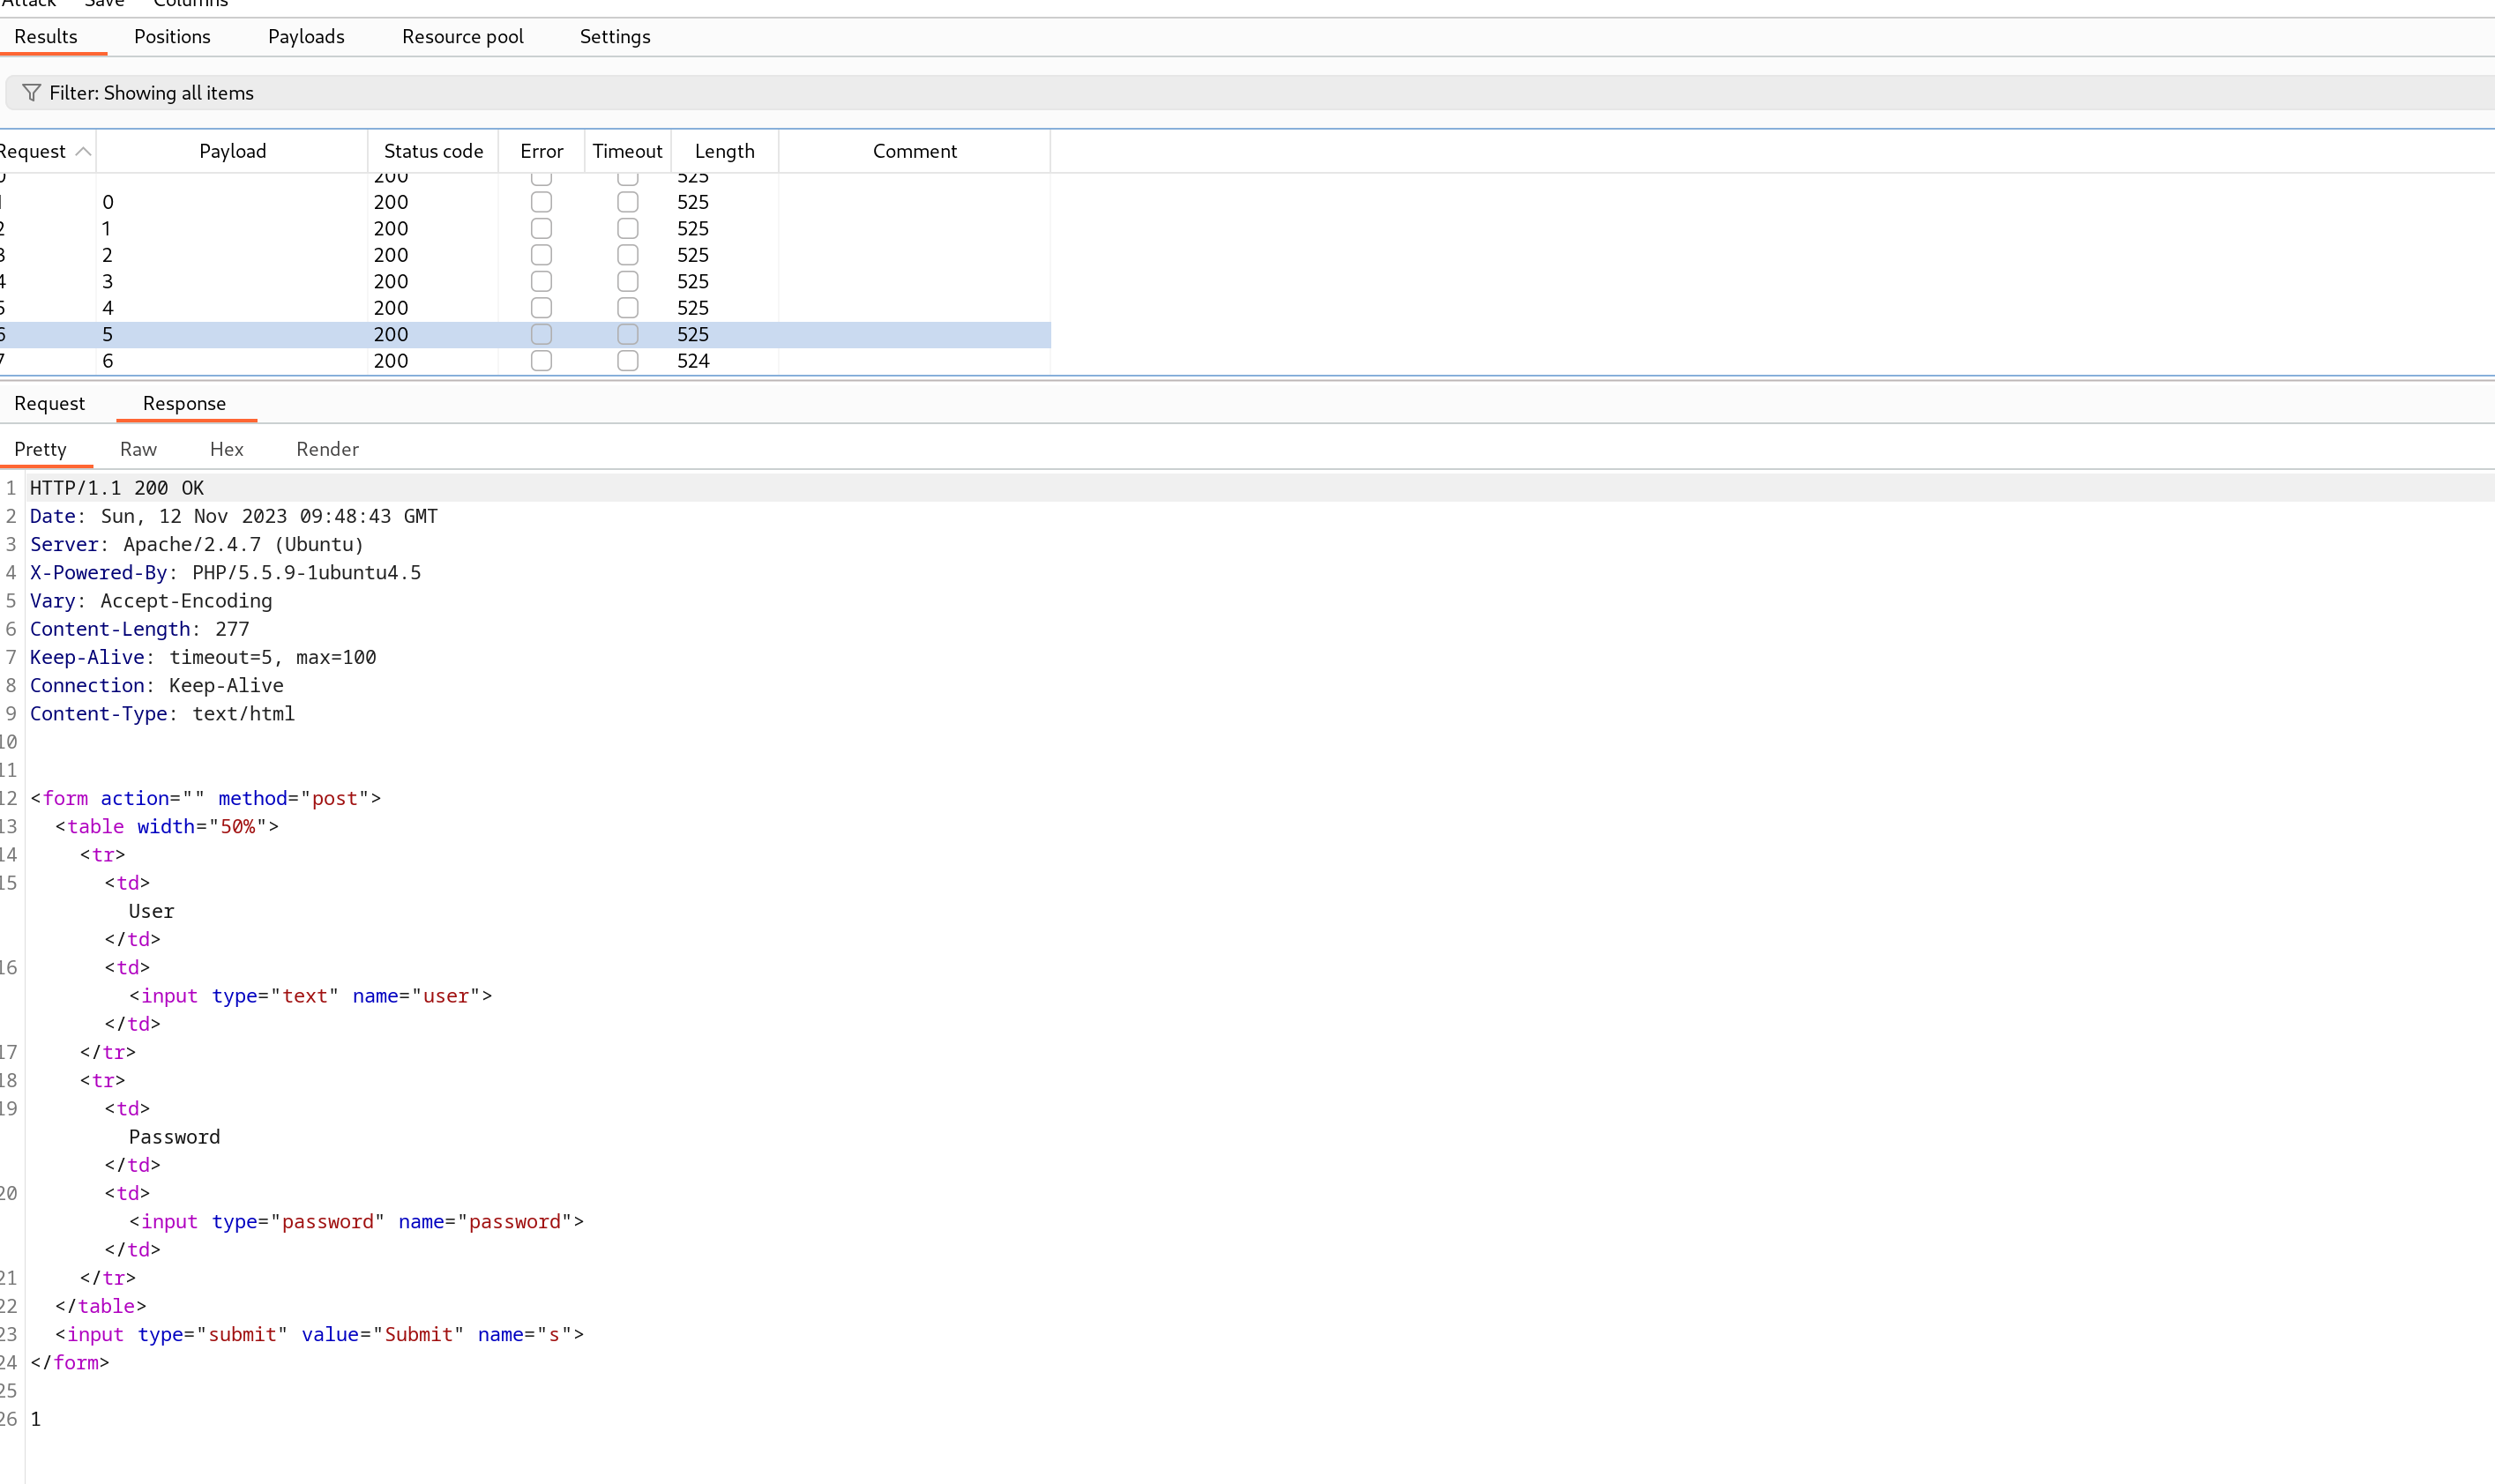 Attack Save Columns
Results Positions Payloads Resource pool Settings
Filter: Showing all items
Request Payload Status code Error Timeout Length Comment
0 200 525
1 0 200 525
2 1 200 525
3 2 200 525
4 3 200 525
5 4 200 525
6 5 200 525
7 6 200 524
Request Response
Pretty Raw Hex Render
1 HTTP/1.1 200 OK
2 Date: Sun, 12 Nov 2023 09:48:43 GMT
3 Server: Apache/2.4.7 (Ubuntu)
4 X-Powered-By: PHP/5.5.9-1ubuntu4.5
5 Vary: Accept-Encoding
6 Content-Length: 277
7 Keep-Alive: timeout=5, max=100
8 Connection: Keep-Alive
9 Content-Type: text/html
10
11
12 <form action="" method="post">
13 <table width="50%">
14 <tr>
15 <td>
User
</td>
16 <td>
<input type="text" name="user">
</td>
17 </tr>
18 <tr>
19 <td>
Password
</td>
20 <td>
<input type="password" name="password">
</td>
21 </tr>
22 </table>
23 <input type="submit" value="Submit" name="s">
24 </form>
25
26 1